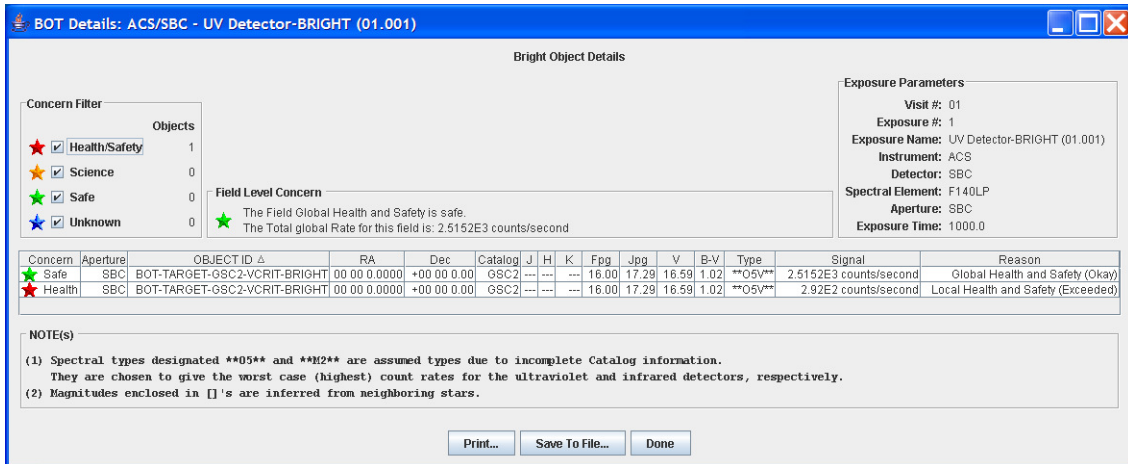 BOT Details: ACS/SBC - UV Detector-BRIGHT (01.001)
Bright Object Details
Concern Filter
Objects
Health/Safety 1
Science 0
Safe 0
Unknown 0
Field Level Concern
The Field Global Health and Safety is safe.
The Total global Rate for this field is: 2.5152E3 counts/second
Exposure Parameters
Visit #: 01
Exposure #: 1
Exposure Name: UV Detector-BRIGHT (01.001)
Instrument: ACS
Detector: SBC
Spectral Element: F140LP
Aperture: SBC
Exposure Time: 1000.0
Concern Aperture OBJECT ID △ RA Dec Catalog J H K Fpg Jpg V B-V Type Signal Reason
Safe SBC BOT-TARGET-GSC2-VCRIT-BRIGHT 00 00 0.0000 +00 00 0.00 GSC2 --- --- --- 16.00 17.29 16.59 1.02 **O5V** 2.5152E3 counts/second Global Health and Safety (Okay)
Health SBC BOT-TARGET-GSC2-VCRIT-BRIGHT 00 00 0.0000 +00 00 0.00 GSC2 --- --- --- 16.00 17.29 16.59 1.02 **O5V** 2.92E2 counts/second Local Health and Safety (Exceeded)
NOTE(s)
(1) Spectral types designated **O5** and **M2** are assumed types due to incomplete Catalog information.
They are chosen to give the worst case (highest) count rates for the ultraviolet and infrared detectors, respectively.
(2) Magnitudes enclosed in []'s are inferred from neighboring stars.
Print... Save To File... Done